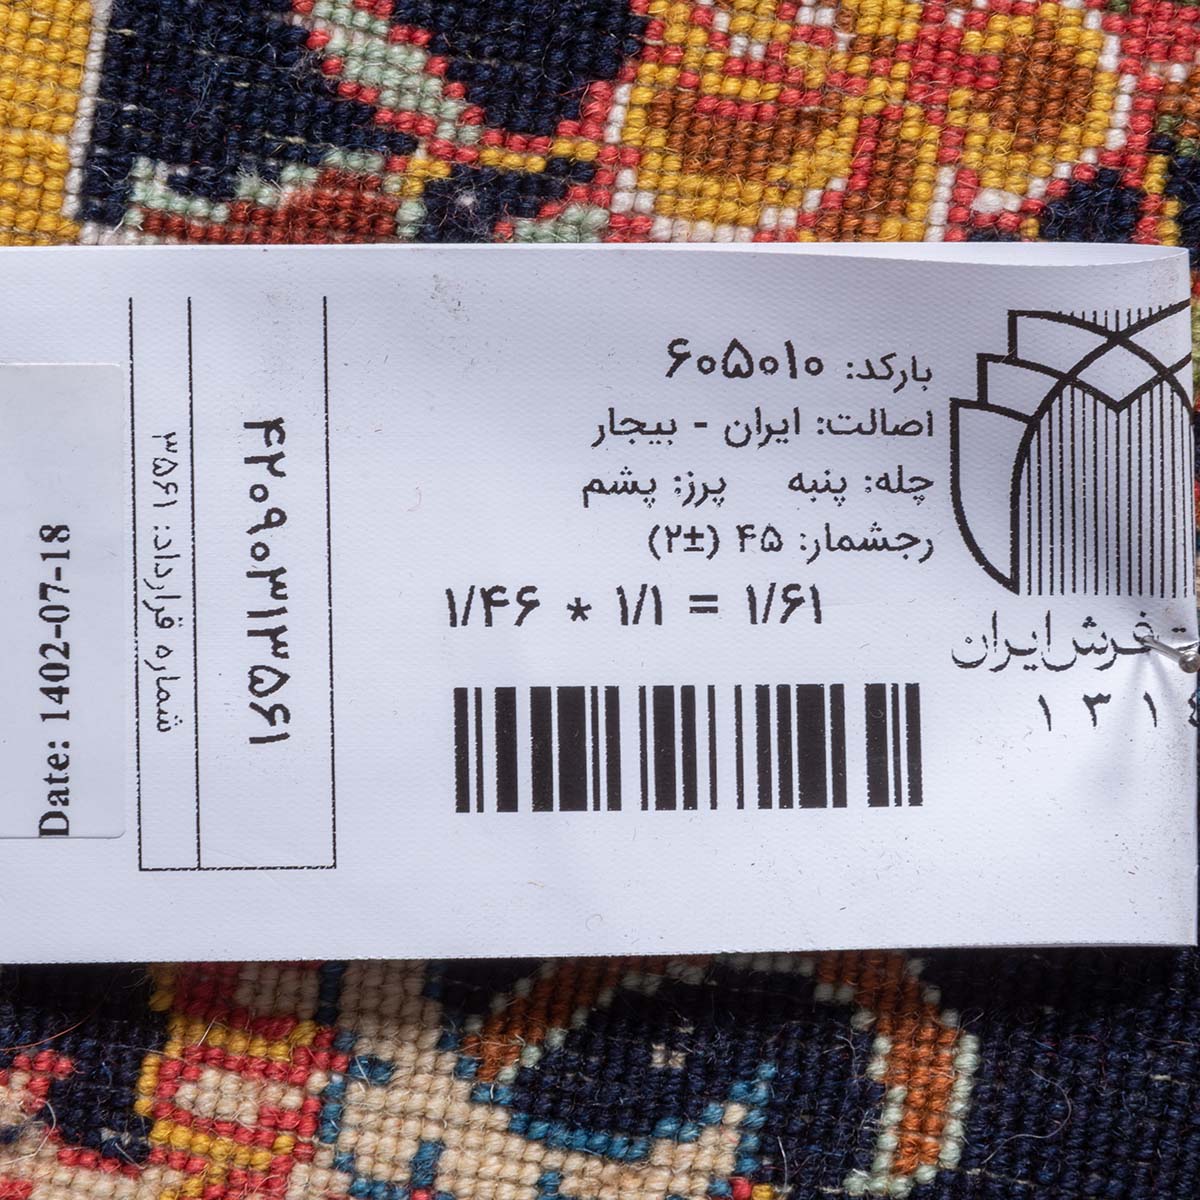 بارکد: ۶۰۵۰۱۰
اصالت: ایران - بیجار
چله: پنبه پرز: پشم
رجشمار: ۴۵ (±۲)
۱/۴۶ * ۱/۱ = ۱/۶۱
فرش ایران
۱۳۱٤
۴۲۰۹۰۳۱۳۵۶۱
شماره قرارداد: ۳۵۶۱
Date: 1402-07-18